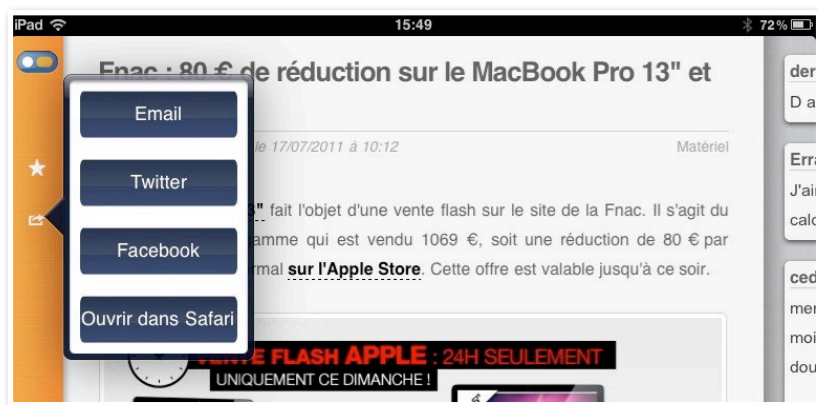 iPad 15:49 72%
Fnac : 80 € de réduction sur le MacBook Pro 13" et
Email
Twitter
Facebook
Ouvrir dans Safari
le 17/07/2011 à 10:12 Matériel
" fait l'objet d'une vente flash sur le site de la Fnac. Il s'agit du
amme qui est vendu 1069 €, soit une réduction de 80 € par
mal sur l'Apple Store. Cette offre est valable jusqu'à ce soir.
VENTE FLASH APPLE : 24H SEULEMENT
UNIQUEMENT CE DIMANCHE !
der
D a
Erra
J'ai
calc
ced
mer
moi
dou